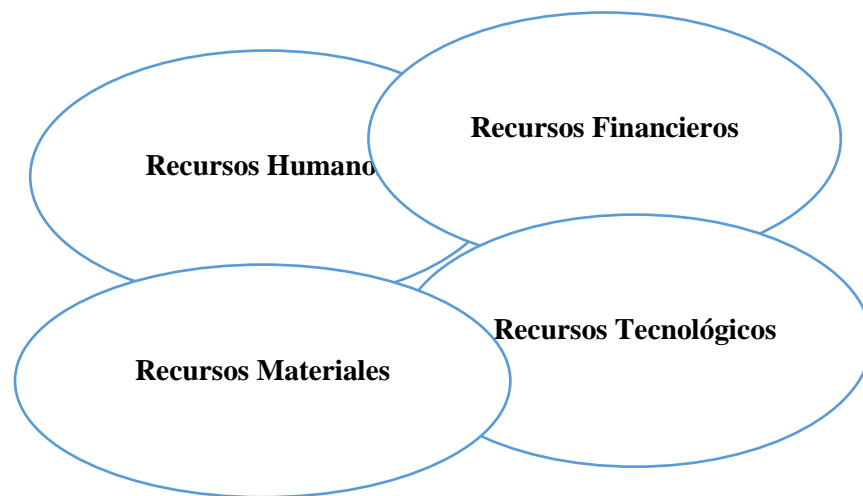 Recursos Financieros
Recursos Humano
Recursos Tecnológicos
Recursos Materiales